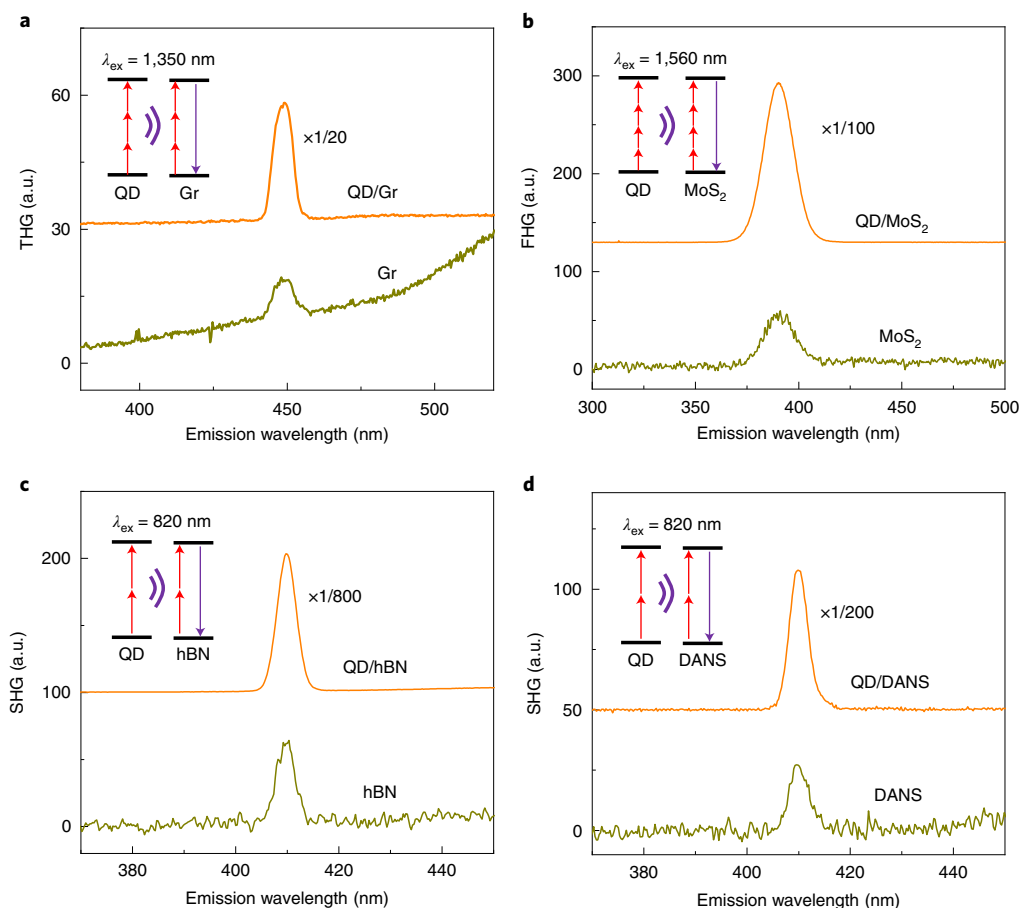 a
λex = 1,350 nm
60
×1/20
QD Gr
QD/Gr
30
THG (a.u.)
Gr
0
400 450 500
Emission wavelength (nm)
b
λex = 1,560 nm
300
×1/100
QD MoS2
200
QD/MoS2
FHG (a.u.)
100
MoS2
0
300 350 400 450 500
Emission wavelength (nm)
c
λex = 820 nm
200
×1/800
QD hBN
QD/hBN
SHG (a.u.)
100
hBN
0
380 400 420 440
Emission wavelength (nm)
d
λex = 820 nm
100
×1/200
QD DANS
QD/DANS
SHG (a.u.)
50
DANS
0
380 400 420 440
Emission wavelength (nm)